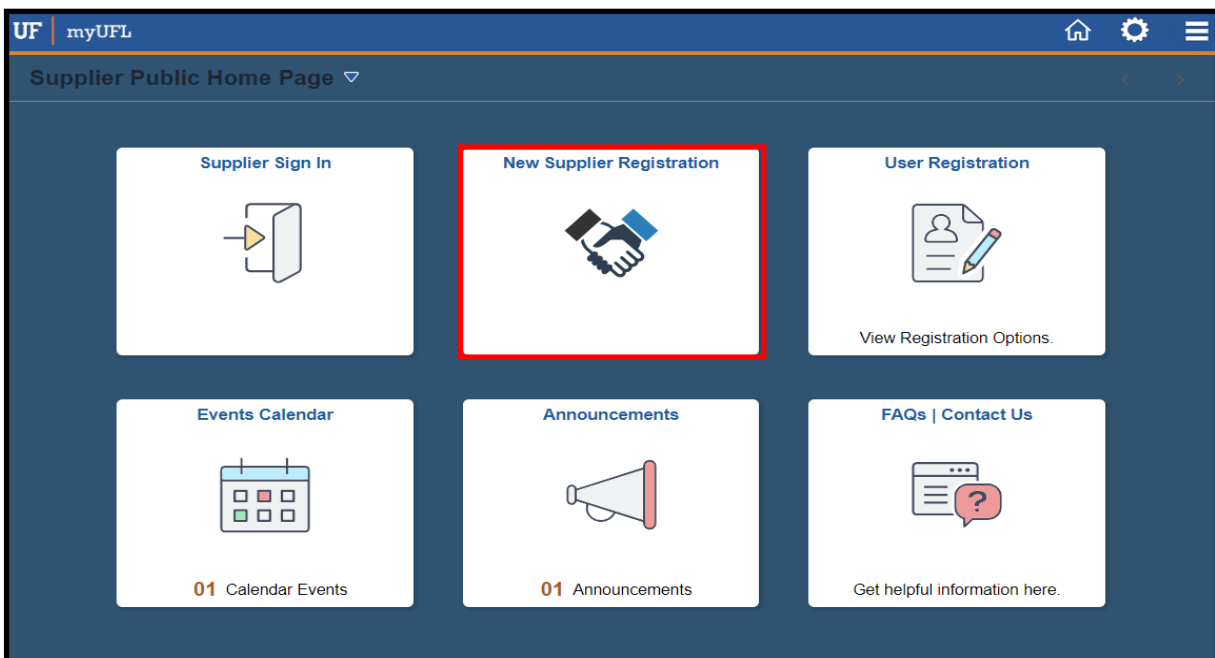 UF myUFL
Supplier Public Home Page
Supplier Sign In
New Supplier Registration
User Registration
View Registration Options.
Events Calendar
Announcements
FAQs | Contact Us
?
01 Calendar Events
01 Announcements
Get helpful information here.